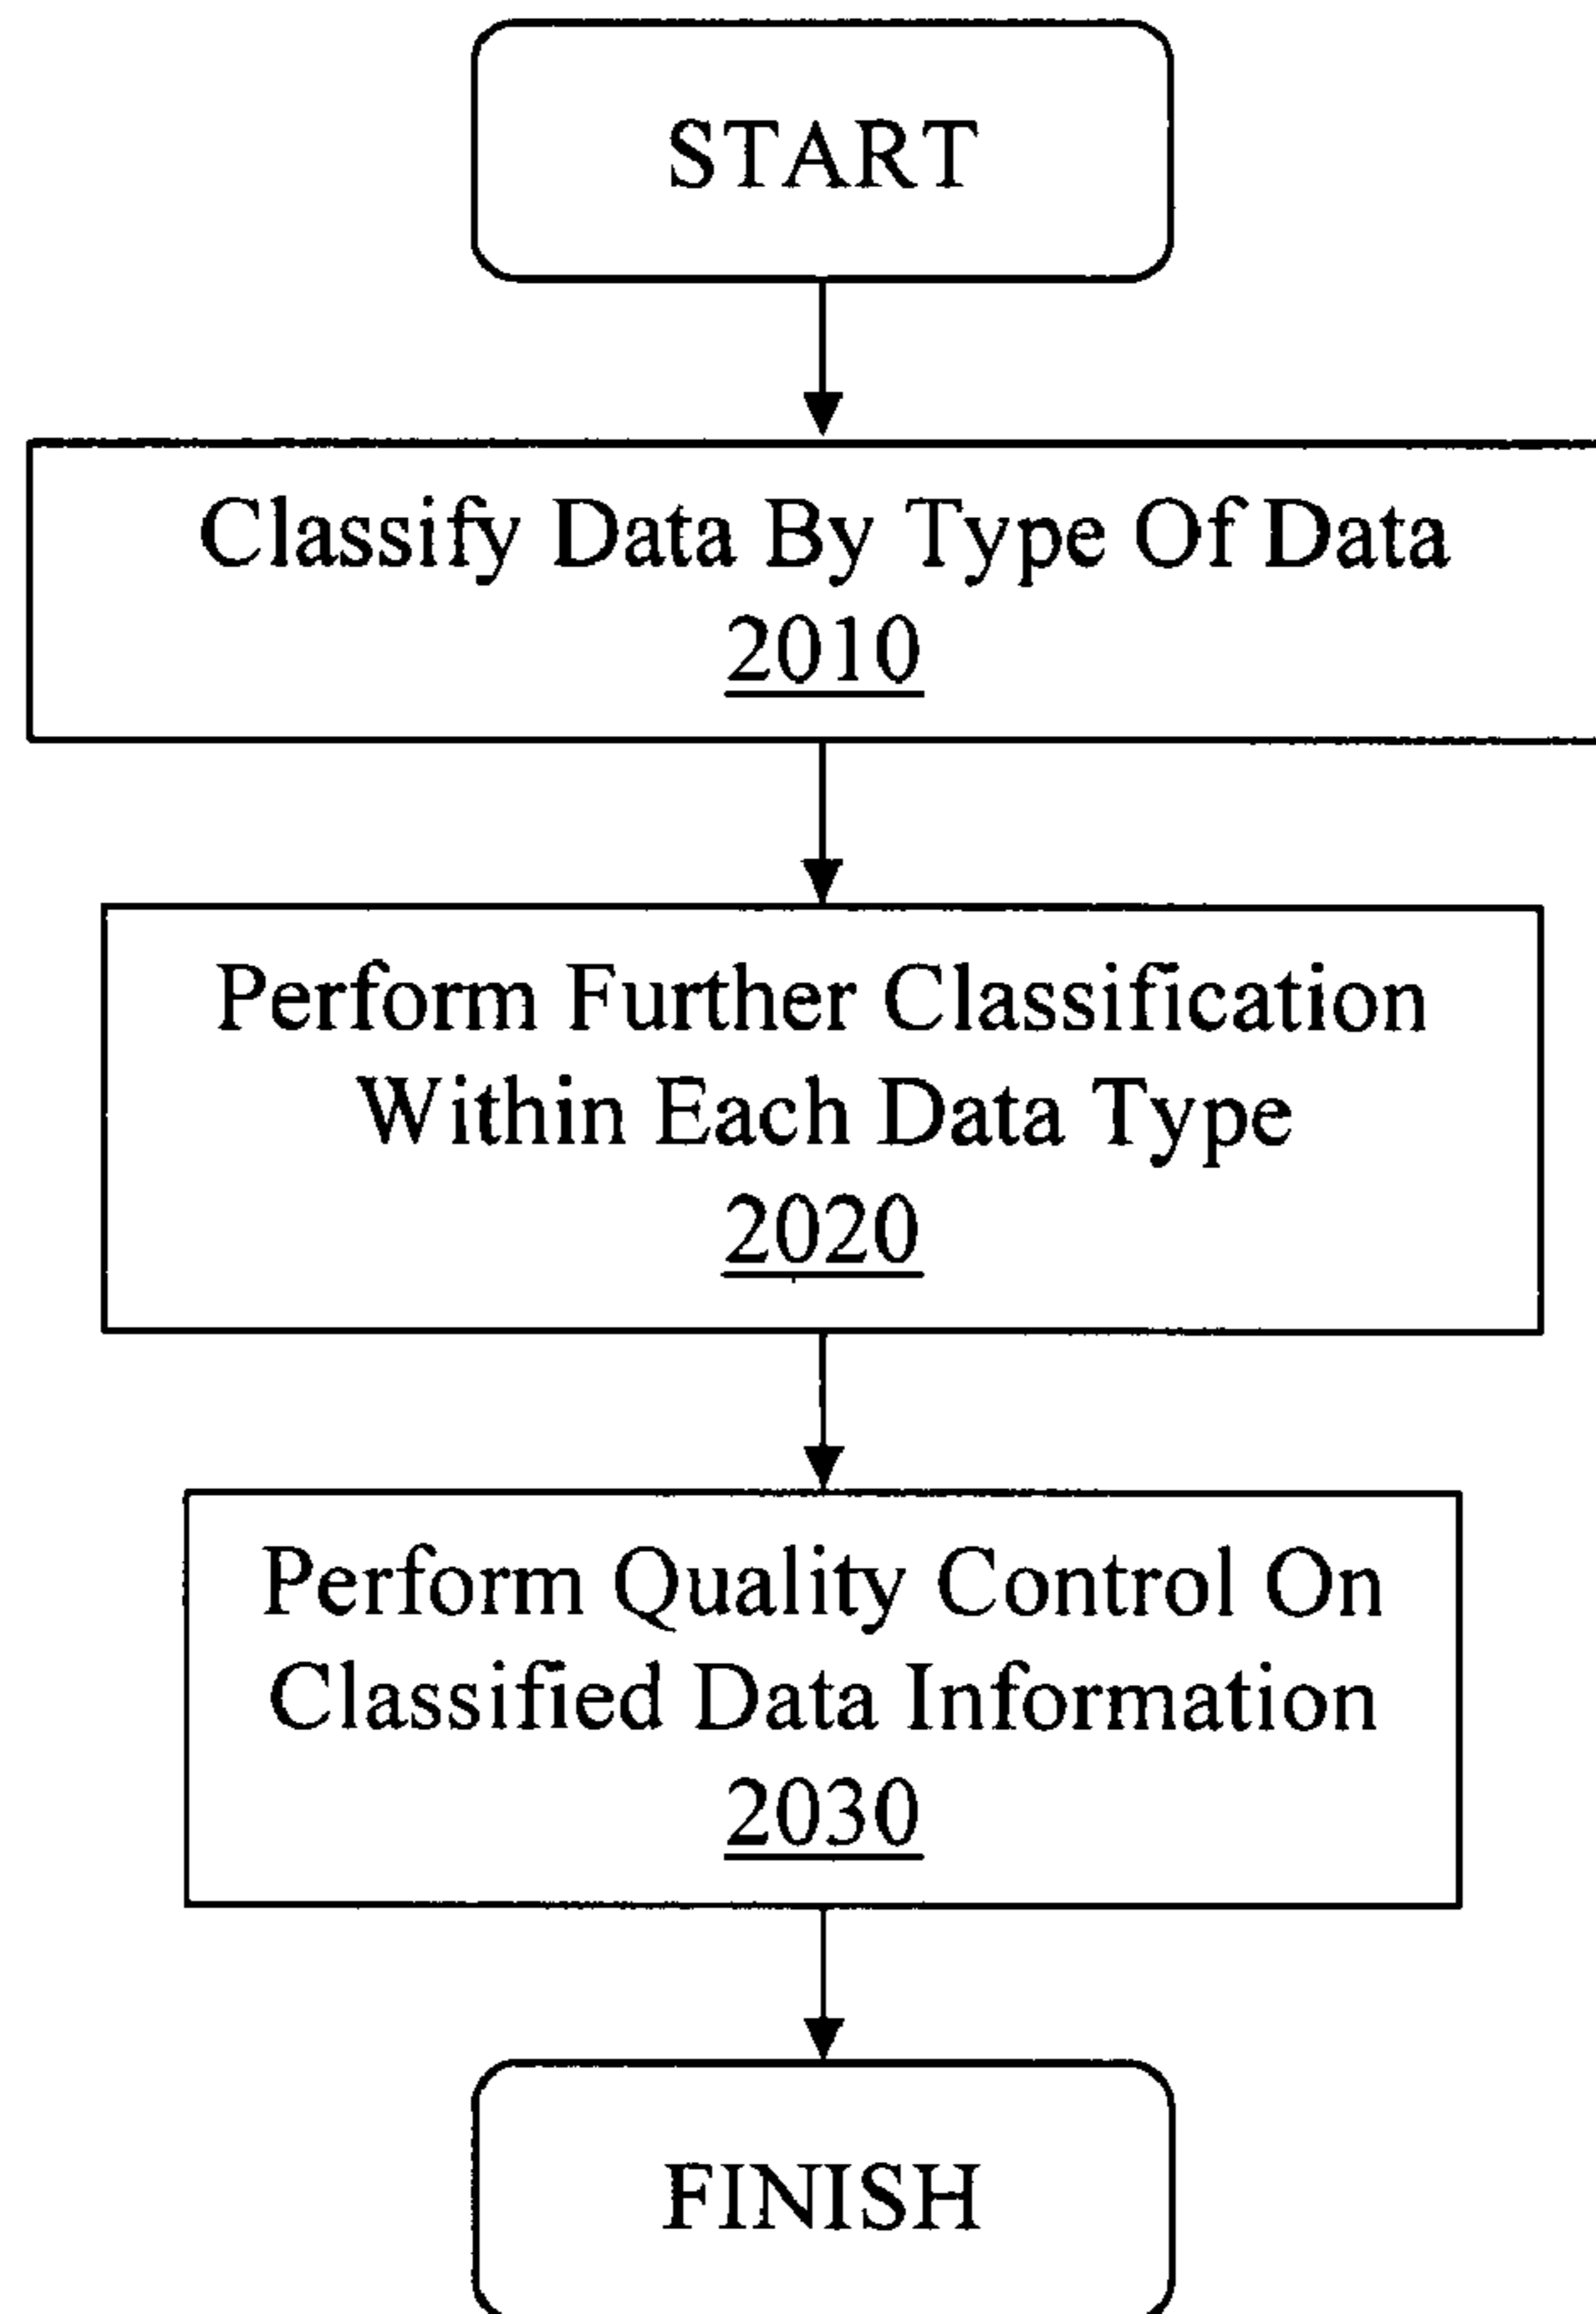 START
Classify Data By Type Of Data
2010
Perform Further Classification
Within Each Data Type
2020
Perform Quality Control On
Classified Data Information
2030
FINISH